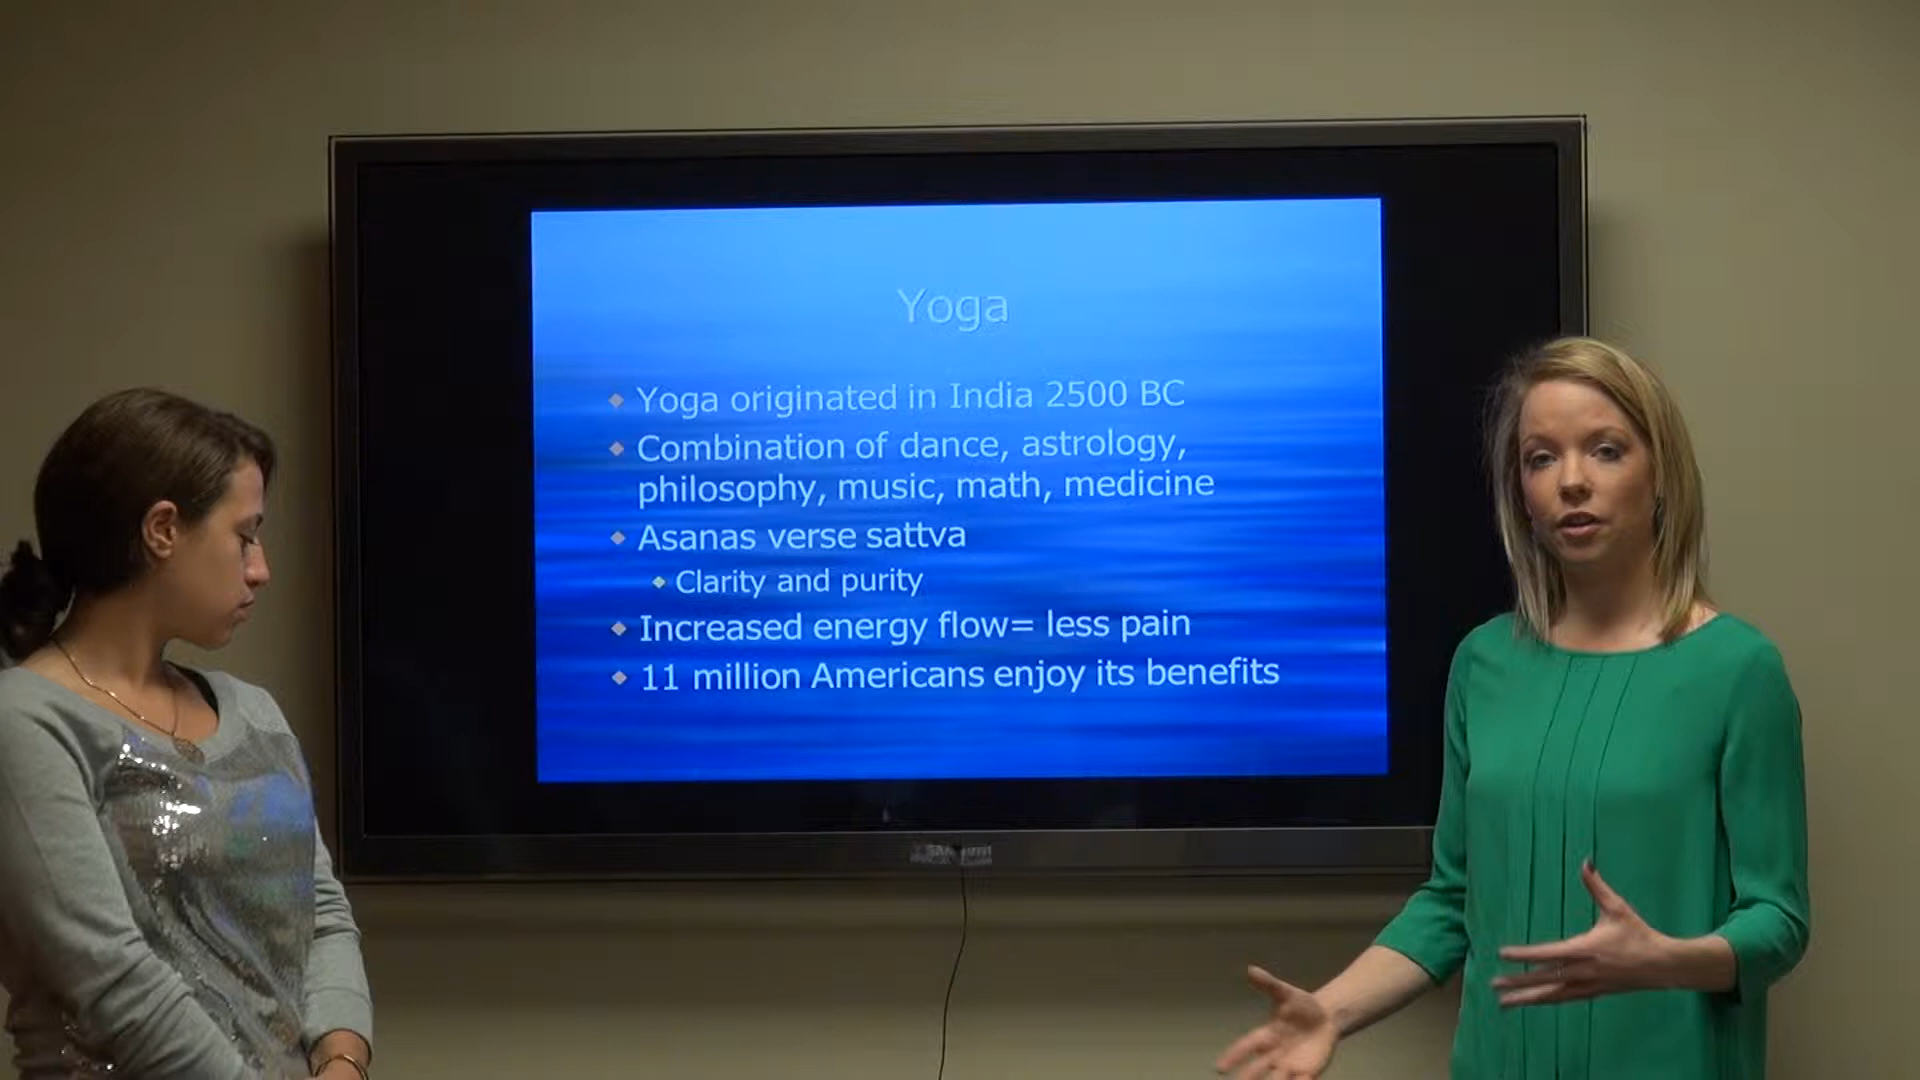 Yoga
Yoga originated in India 2500 BC
Combination of dance, astrology,
philosophy, music, math, medicine
Asanas verse sattva
Clarity and purity
Increased energy flow= less pain
11 million Americans enjoy its benefits